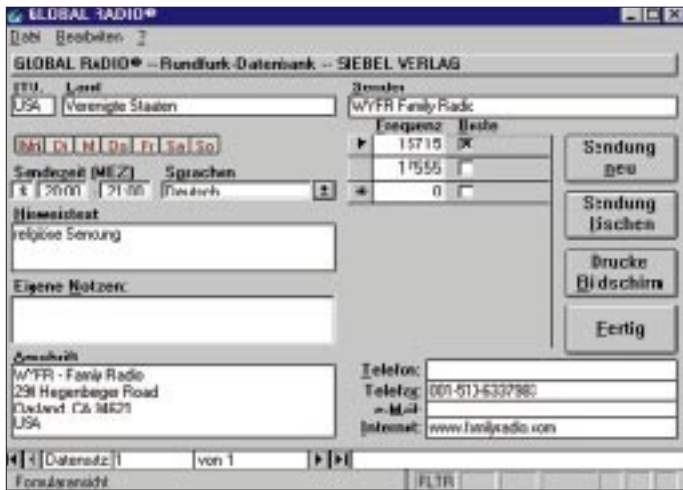 GLOBAL RADIO®
Datei Bearbeiten ?
GLOBAL RADIO® -- Rundfunk-Datenbank -- SIEBEL VERLAG
ITU. Land Sender
USA Vereinigte Staaten WYFR Family Radio
Frequenz Beste
Mo Di Mi Do Fr Sa So
15715
17555
0
Sendung neu
Sendezeit (MEZ) Sprachen
20:00 - 21:00 Deutsch
Sendung löschen
Hinweistext
religiöse Sendung
Drucke Bildschirm
Eigene Notizen:
Fertig
Anschrift
WYFR - Family Radio
Hegenberger Road
Oakland, CA 94621
USA
Telefon:
Telefax: 001-510-6337983
e-Mail:
Internet: www.familyradio.com
Datensatz: 1 von 1
Formularansicht FLTR